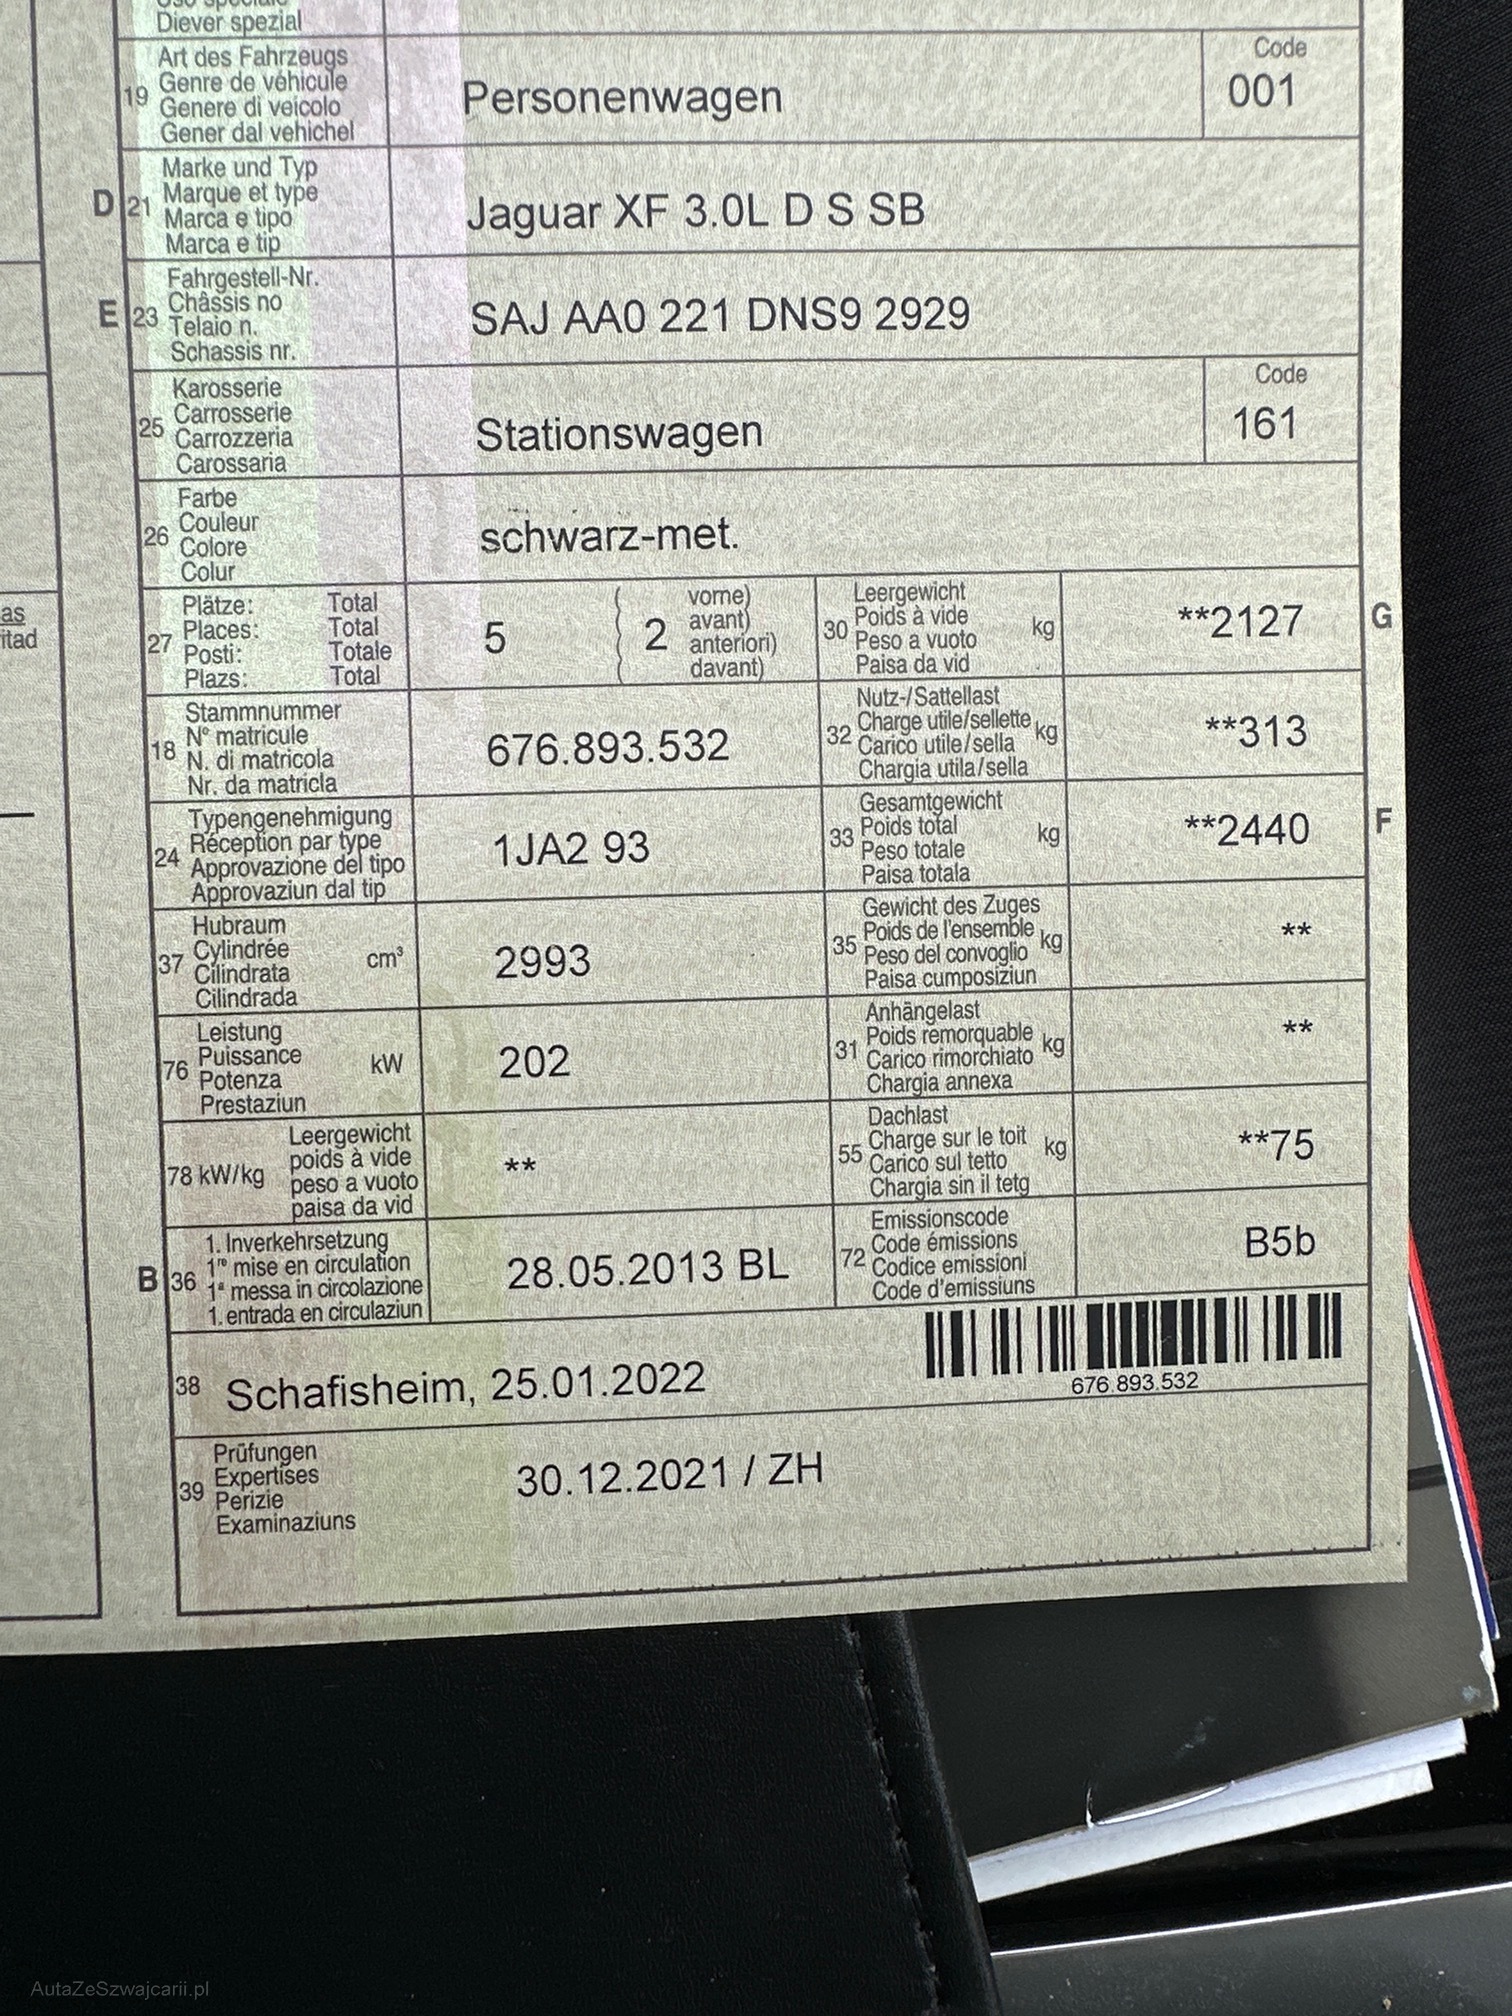 Diever spezial
Art des Fahrzeugs
19 Genre de véhicule
Genere di veicolo
Gener dal vehichel
Personenwagen
Code
001
Marke und Typ
D 21 Marque et type
Marca e tipo
Marca e tip
Jaguar XF 3.0L D S SB
Fahrgestell-Nr.
E 23 Châssis no
Telaio n.
Schassis nr.
SAJ AA0 221 DNS9 2929
Karosserie
25 Carrosserie
Carrozzeria
Carossaria
Stationswagen
Code
161
Farbe
26 Couleur
Colore
Colur
schwarz-met.
as
itad
27 Plätze: Total
Places: Total
Posti: Totale
Plazs: Total
5 ( 2 vorne)
avant)
anteriori)
davant)
Leergewicht
30 Poids à vide kg
Peso a vuoto
Paisa da vid
**2127 G
Stammnummer
18 N° matricule
N. di matricola
Nr. da matricla
676.893.532
Nutz-/Sattellast
32 Charge utile/sellette kg
Carico utile/sella
Chargia utila/sella
**313
Typengenehmigung
24 Réception par type
Approvazione del tipo
Approvaziun dal tip
1JA2 93
Gesamtgewicht
33 Poids total kg
Peso totale
Paisa totala
**2440 F
Hubraum
37 Cylindrée cm³
Cilindrata
Cilindrada
2993
Gewicht des Zuges
35 Poids de l'ensemble kg
Peso del convoglio
Paisa cumposiziun
**
Leistung
76 Puissance kW
Potenza
Prestaziun
202
Anhängelast
31 Poids remorquable kg
Carico rimorchiato
Chargia annexa
**
Leergewicht
78 kW/kg poids à vide
peso a vuoto
paisa da vid
**
Dachlast
55 Charge sur le toit kg
Carico sul tetto
Chargia sin il tetg
**75
1. Inverkehrsetzung
B 36 1re mise en circulation
1a messa in circolazione
1. entrada en circulaziun
28.05.2013 BL
Emissionscode
72 Code émissions
Codice emissioni
Code d'emissiuns
B5b
38 Schafisheim, 25.01.2022
676.893.532
Prüfungen
39 Expertises
Perizie
Examinaziuns
30.12.2021 / ZH
AutaZeSzwajcarii.pl